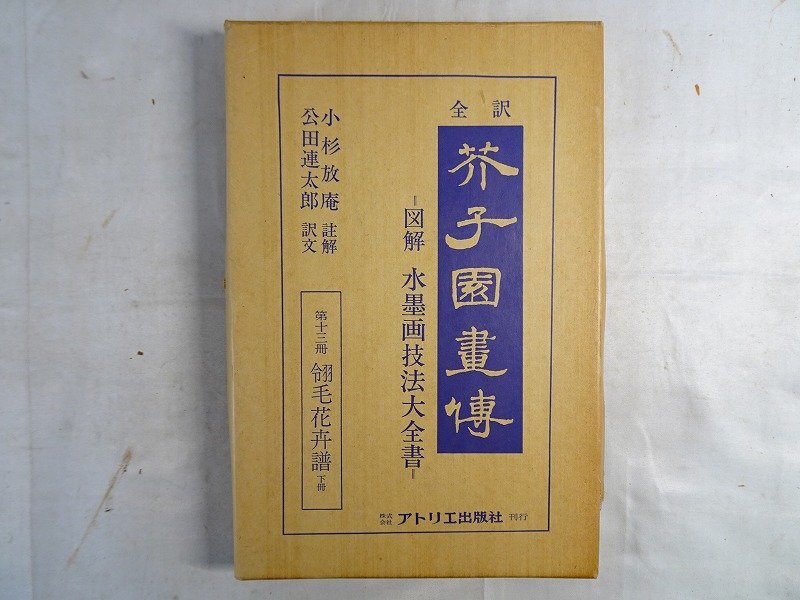 全訳
芥子園畫傳
=図解 水墨画技法大全書=
小杉放庵 註解
公田連太郎 訳文
第十三冊 翎毛花卉譜 下冊
株式会社 アトリエ出版社 刊行